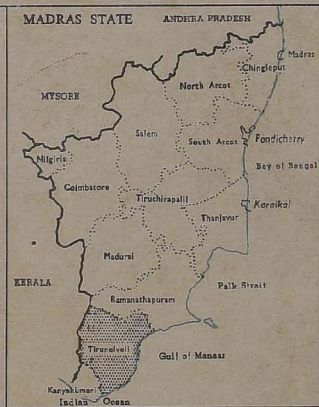 MADRAS STATE
ANDHRA PRADESH
Madras
Chingleput
North Arcot
MYSORE
Salem
South Arcot
Pondicherry
Nilgiris
Bay of Bengal
Coimbatore
Tiruchirapalli
Karaikal
Thanjavur
Madurai
KERALA
Palk Strait
Ramanathapuram
Tirunelveli
Gulf of Manaar
Kanyakumari
Indian Ocean